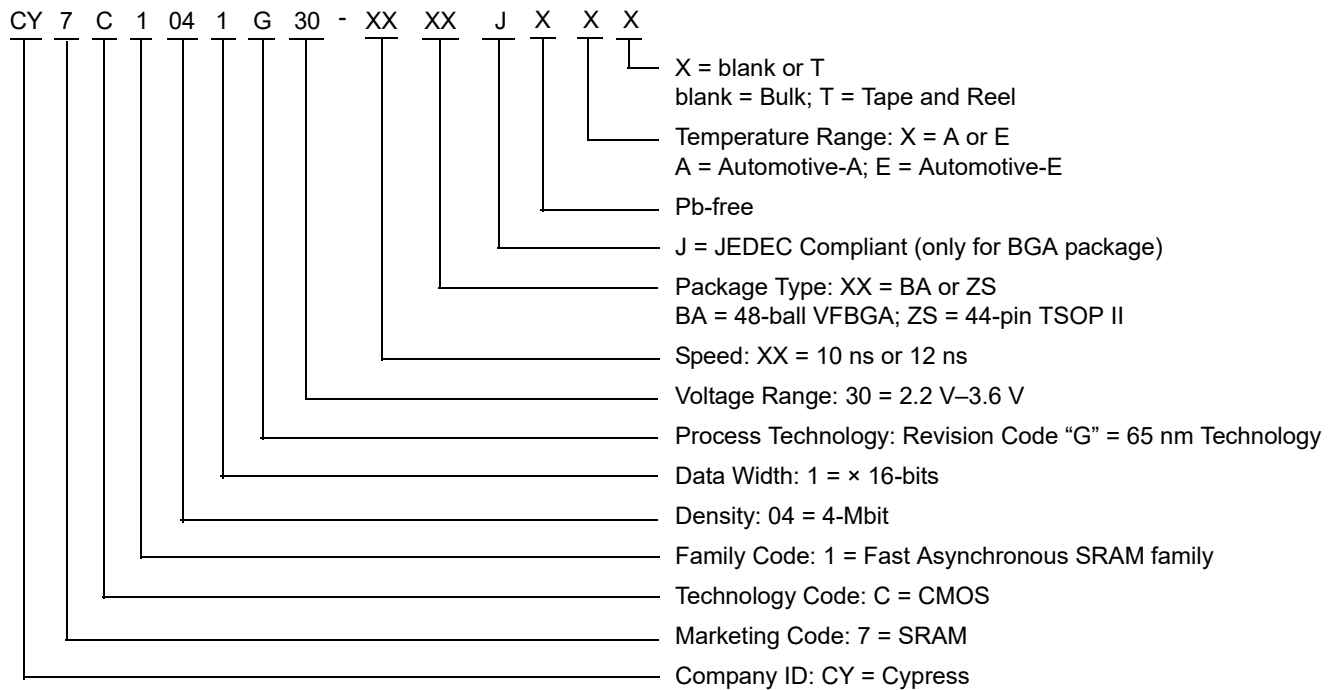 CY 7 C 1 04 1 G 30 - XX XX J X X X
X = blank or T
blank = Bulk; T = Tape and Reel
Temperature Range: X = A or E
A = Automotive-A; E = Automotive-E
Pb-free
J = JEDEC Compliant (only for BGA package)
Package Type: XX = BA or ZS
BA = 48-ball VFBGA; ZS = 44-pin TSOP II
Speed: XX = 10 ns or 12 ns
Voltage Range: 30 = 2.2 V–3.6 V
Process Technology: Revision Code “G” = 65 nm Technology
Data Width: 1 = × 16-bits
Density: 04 = 4-Mbit
Family Code: 1 = Fast Asynchronous SRAM family
Technology Code: C = CMOS
Marketing Code: 7 = SRAM
Company ID: CY = Cypress